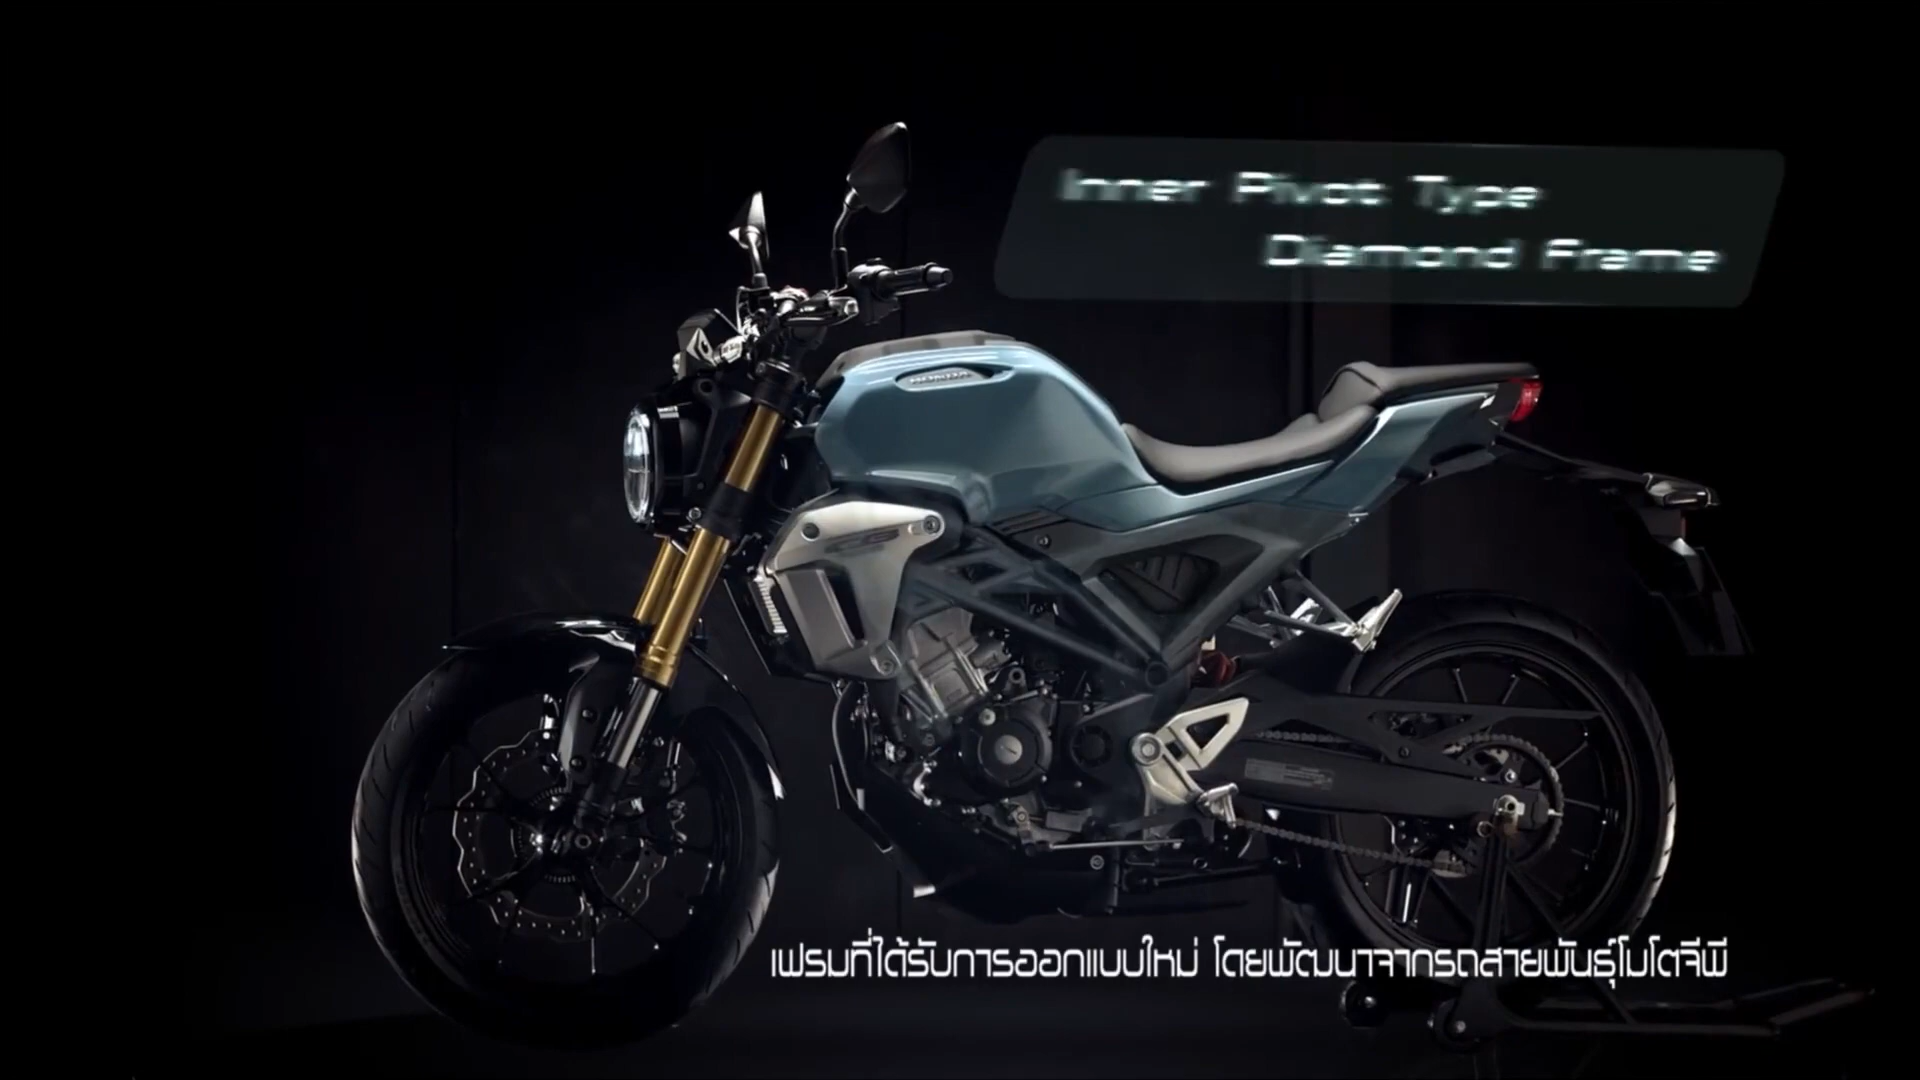 Inner Pivot Type
Diamond Frame
HONDA
CB
เฟรมที่ได้รับการออกแบบใหม่ โดยพัฒนาจากรถสายพันธุ์โมโตจีพี